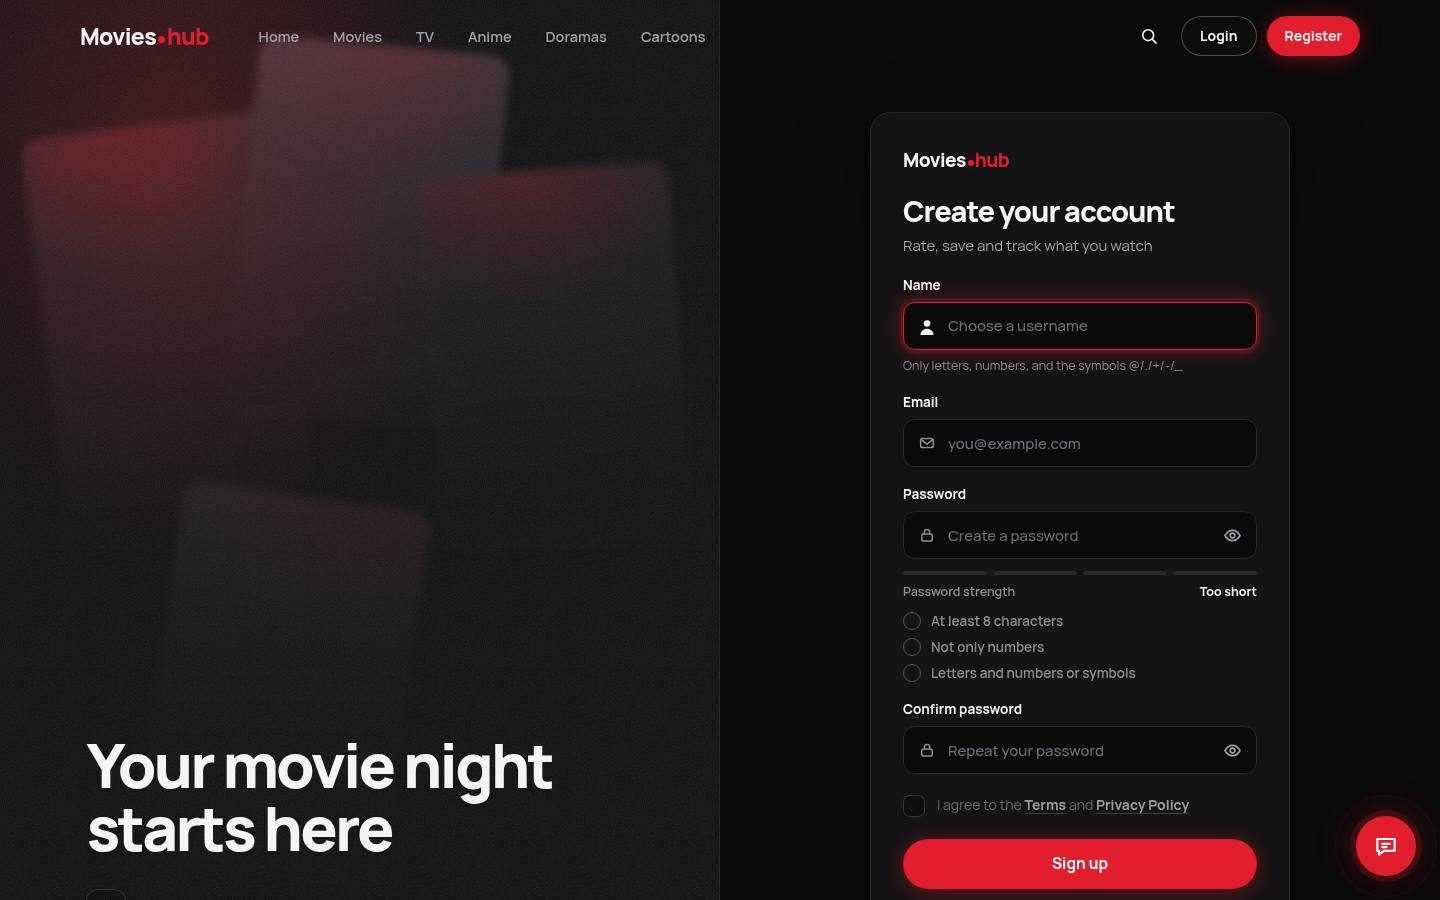 Movies•hub
Home Movies TV Anime Doramas Cartoons
Login Register
Movies•hub
Create your account
Rate, save and track what you watch
Name
Choose a username
Only letters, numbers, and the symbols @/./+/-/_
Email
you@example.com
Password
Create a password
Password strength Too short
At least 8 characters
Not only numbers
Letters and numbers or symbols
Confirm password
Repeat your password
I agree to the Terms and Privacy Policy
Sign up
Your movie night
starts here